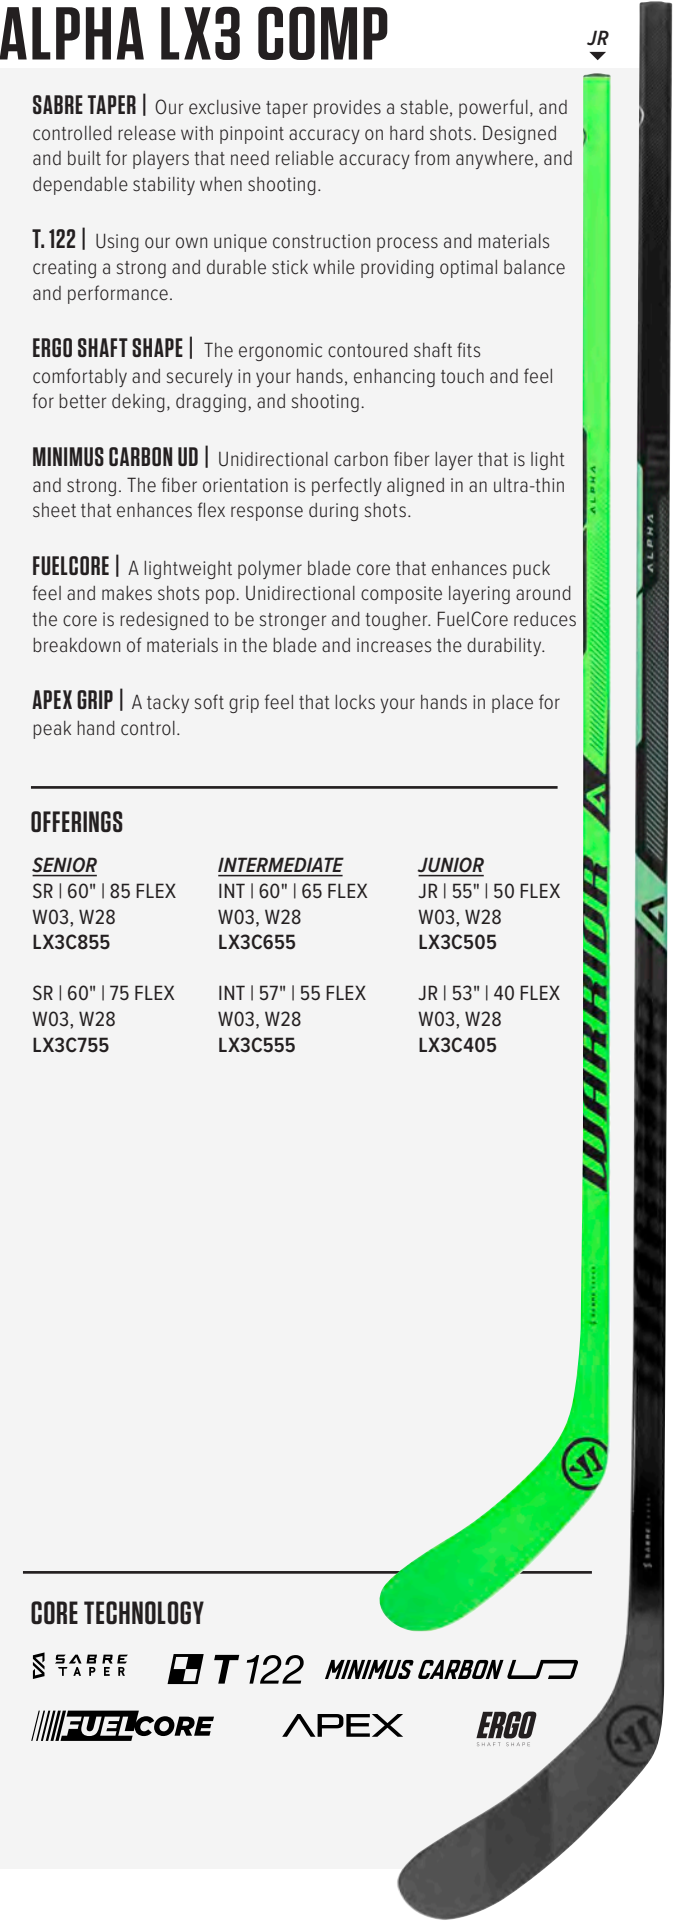 ALPHA LX3 COMP
JR
SABRE TAPER | Our exclusive taper provides a stable, powerful, and
controlled release with pinpoint accuracy on hard shots. Designed
and built for players that need reliable accuracy from anywhere, and
dependable stability when shooting.
T. 122 | Using our own unique construction process and materials
creating a strong and durable stick while providing optimal balance
and performance.
ERGO SHAFT SHAPE | The ergonomic contoured shaft fits
comfortably and securely in your hands, enhancing touch and feel
for better deking, dragging, and shooting.
MINIMUS CARBON UD | Unidirectional carbon fiber layer that is light
and strong. The fiber orientation is perfectly aligned in an ultra-thin
sheet that enhances flex response during shots.
FUELCORE | A lightweight polymer blade core that enhances puck
feel and makes shots pop. Unidirectional composite layering around
the core is redesigned to be stronger and tougher. FuelCore reduces
breakdown of materials in the blade and increases the durability.
APEX GRIP | A tacky soft grip feel that locks your hands in place for
peak hand control.
OFFERINGS
SENIOR
SR | 60" | 85 FLEX
W03, W28
LX3C855
SR | 60" | 75 FLEX
W03, W28
LX3C755
INTERMEDIATE
INT | 60" | 65 FLEX
W03, W28
LX3C655
INT | 57" | 55 FLEX
W03, W28
LX3C555
JUNIOR
JR | 55" | 50 FLEX
W03, W28
LX3C505
JR | 53" | 40 FLEX
W03, W28
LX3C405
ALPHA
WARRIOR
SABRE TAPER
ALPHA
SABRE
CORE TECHNOLOGY
SABRE
TAPER
T 122
MINIMUS CARBON UD
FUELCORE
APEX
ERGO
SHAFT SHAPE